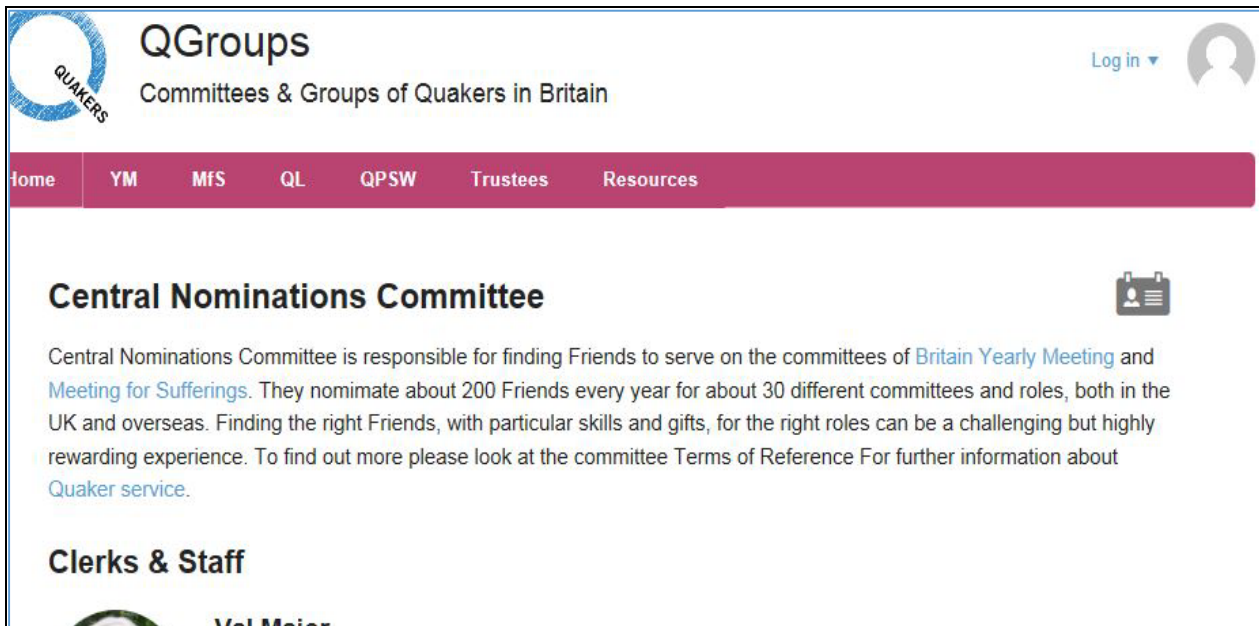 QUAKERS
QGroups
Committees & Groups of Quakers in Britain
Log in
Home YM MfS QL QPSW Trustees Resources
Central Nominations Committee
Central Nominations Committee is responsible for finding Friends to serve on the committees of Britain Yearly Meeting and
Meeting for Sufferings. They nomimate about 200 Friends every year for about 30 different committees and roles, both in the
UK and overseas. Finding the right Friends, with particular skills and gifts, for the right roles can be a challenging but highly
rewarding experience. To find out more please look at the committee Terms of Reference For further information about
Quaker service.
Clerks & Staff